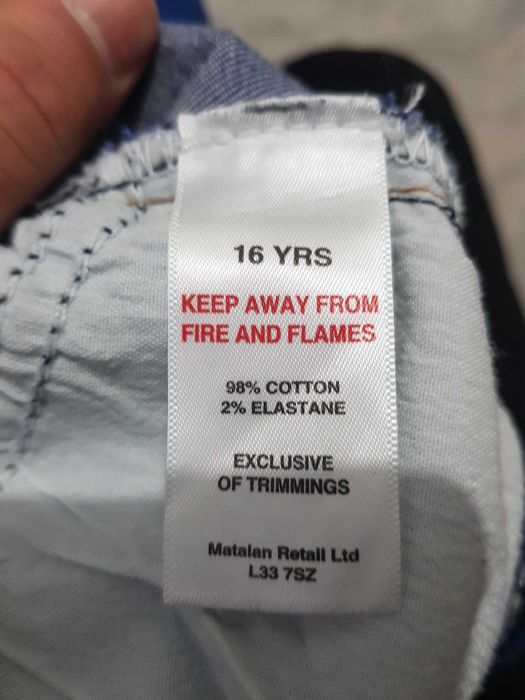 16 YRS
KEEP AWAY FROM
FIRE AND FLAMES
98% COTTON
2% ELASTANE
EXCLUSIVE
OF TRIMMINGS
Matalan Retail Ltd
L33 7SZ